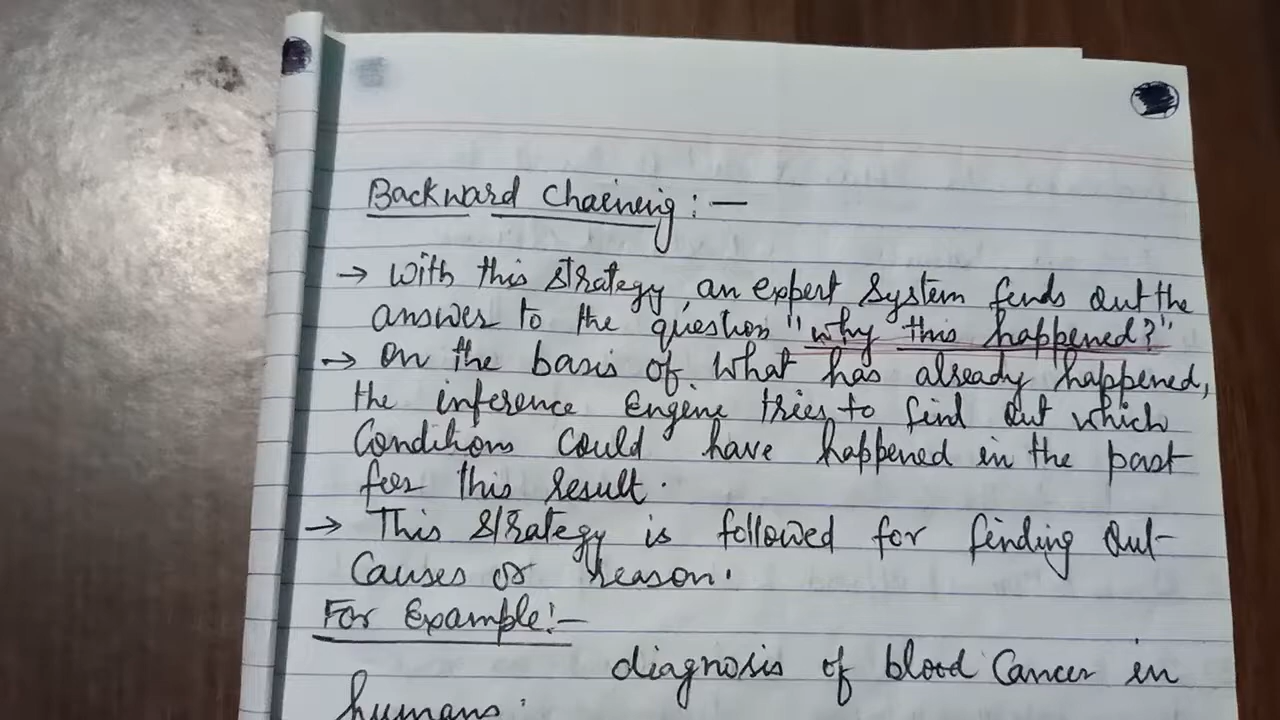 Backward Chaining :—
→ With this strategy, an expert system finds out the
answer to the question "why this happened?"
→ On the basis of what has already happened,
the inference Engine tries to find out which
Conditions Could have happened in the past
for this result.
→ This strategy is followed for finding out
Causes or reason.
For Example:—
diagnosis of blood Cancer in
humans.